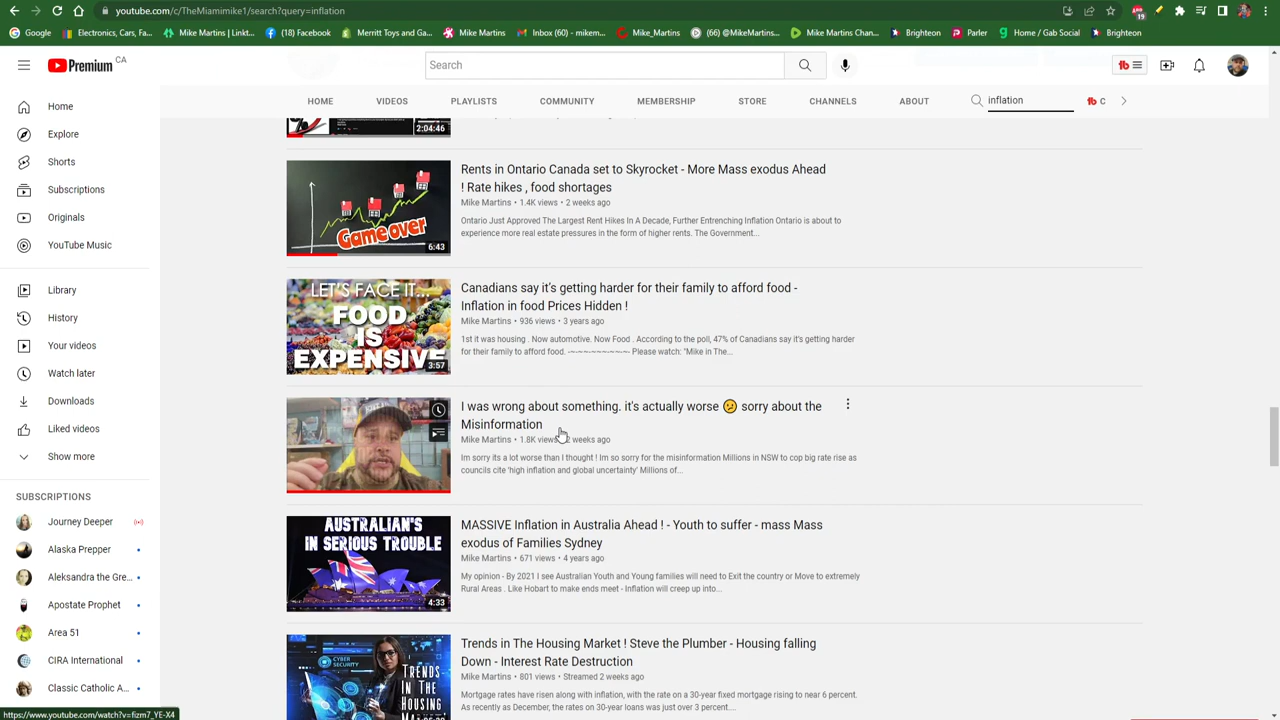 youtube.com/c/TheMiamimike1/search?query=inflation
19
Google
Electronics, Cars, a...
Mike Martins | Linkt...
(18) Facebook
Merritt Toys and Ga...
Mike Martins
Inbox (60) - mikem...
Mike_Martins
(66) @MikeMartins...
Mike Martins Chan...
Brighteon
Parler
Home / Gab Social
Brighteon
Premium CA
Search
HOME
VIDEOS
PLAYLISTS
COMMUNITY
MEMBERSHIP
STORE
CHANNELS
ABOUT
inflation
tb C
Home
Explore
Shorts
Subscriptions
Originals
YouTube Music
Library
History
Your videos
Watch later
Downloads
Liked videos
Show more
SUBSCRIPTIONS
Journey Deeper
Alaska Prepper
Aleksandra the Gre...
Apostate Prophet
Area 51
CIRA International
Classic Catholic A...
https://www.youtube.com/watch?v=fizm7_YE-X4
2:04:46
Game over
6:43
Rents in Ontario Canada set to Skyrocket - More Mass exodus Ahead
! Rate hikes , food shortages
Mike Martins • 1.4K views • 2 weeks ago
Ontario Just Approved The Largest Rent Hikes In A Decade, Further Entrenching Inflation Ontario is about to
experience more real estate pressures in the form of higher rents. The Government...
LET'S FACE IT...
FOOD
IS
EXPENSIVE
3:57
Canadians say it's getting harder for their family to afford food -
Inflation in food Prices Hidden !
Mike Martins • 936 views • 3 years ago
1st it was housing . Now automotive. Now Food . According to the poll, 47% of Canadians say it's getting harder
for their family to afford food. -~-~~-~~~-~~-~- Please watch: "Mike in The...
I was wrong about something. it's actually worse 😕 sorry about the
Misinformation
Mike Martins • 1.8K views 2 weeks ago
Im sorry its a lot worse than I thought ! Im so sorry for the misinformation Millions in NSW to cop big rate rise as
councils cite 'high inflation and global uncertainty' Millions of...
AUSTRALIAN'S
IN SERIOUS TROUBLE
4:33
MASSIVE Inflation in Australia Ahead ! - Youth to suffer - mass Mass
exodus of Families Sydney
Mike Martins • 671 views • 4 years ago
My opinion - By 2021 I see Australian Youth and Young families will need to Exit the country or Move to extremely
Rural Areas . Like Hobart to make ends meet - Inflation will creep up into...
CYBER
SECURITY
TRENDS-
IN THE
HOUSING
Trends in The Housing Market ! Steve the Plumber - Housing falling
Down - Interest Rate Destruction
Mike Martins • 801 views • Streamed 2 weeks ago
Mortgage rates have risen along with inflation, with the rate on a 30-year fixed mortgage rising to near 6 percent.
As recently as December, the rates on 30-year loans was just over 3 percent....